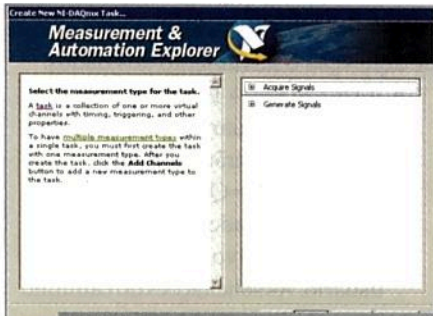 Create New NI-DAQmx Task...
Measurement &
Automation Explorer
Select the measurement type for the task.
A task is a collection of one or more virtual
channels with timing, triggering, and other
properties.
To have multiple measurement types within
a single task, you must first create the task
with one measurement type. After you
create the task, click the Add Channels
button to add a new measurement type to
the task.
Acquire Signals
Generate Signals